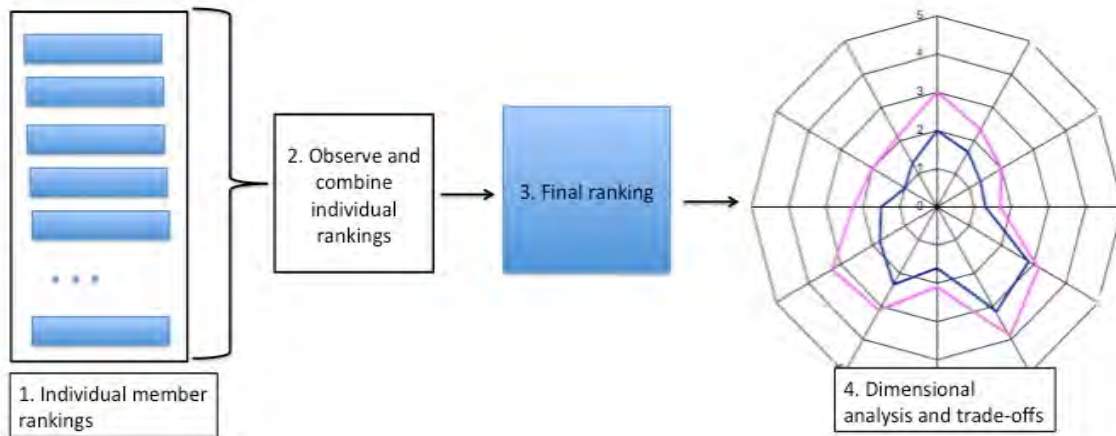 1. Individual member
rankings
2. Observe and
combine
individual
rankings
3. Final ranking
5
4
3
2
1
0
4. Dimensional
analysis and trade-offs